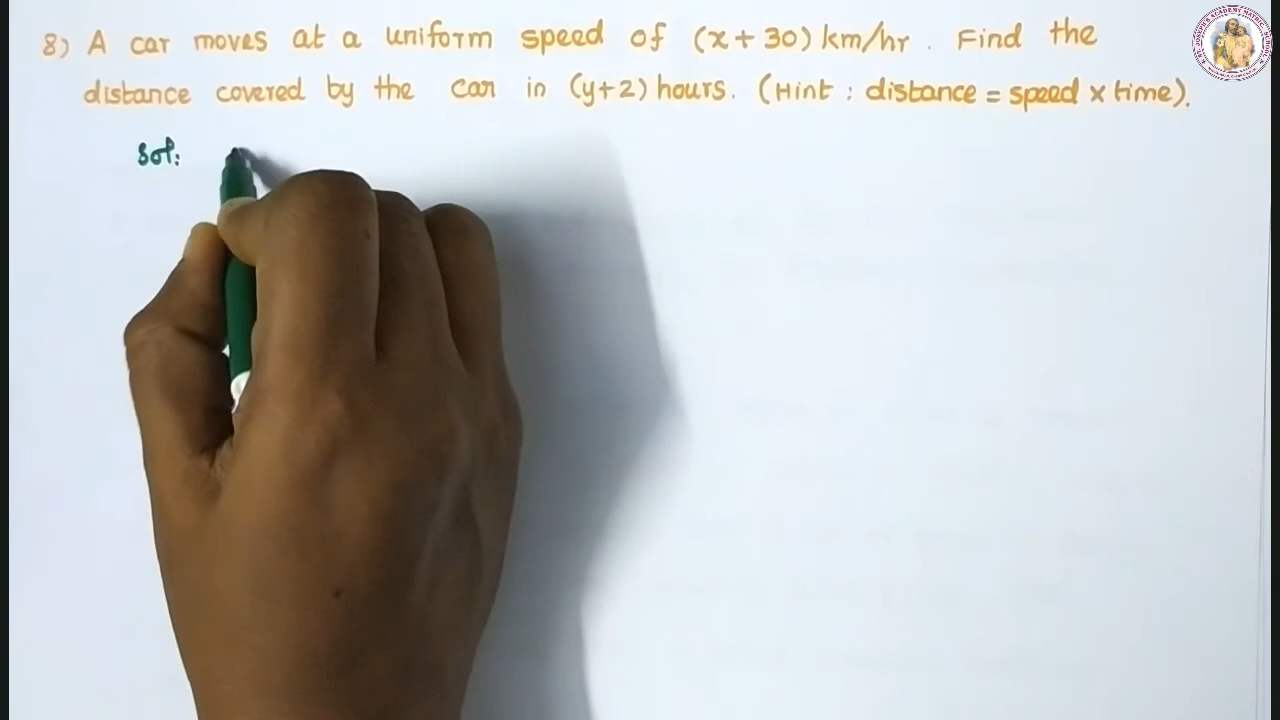 8) A car moves at a uniform speed of (x + 30) km/hr. Find the
distance covered by the car in (y+2) hours. (Hint : distance = speed × time).
Sol: